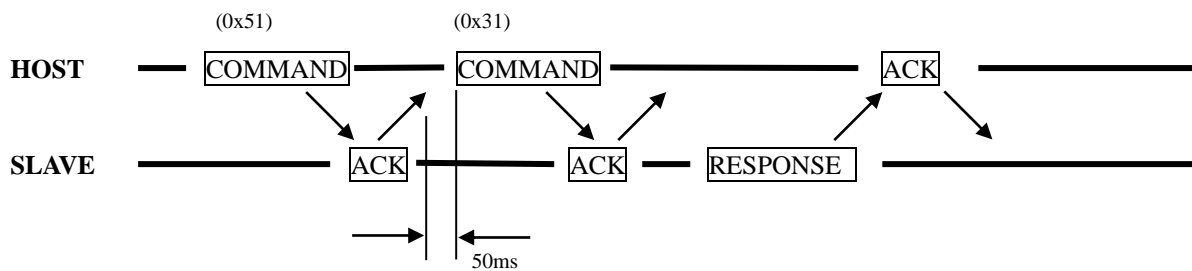 (0x51) (0x31)
HOST COMMAND COMMAND ACK
SLAVE ACK ACK RESPONSE
50ms